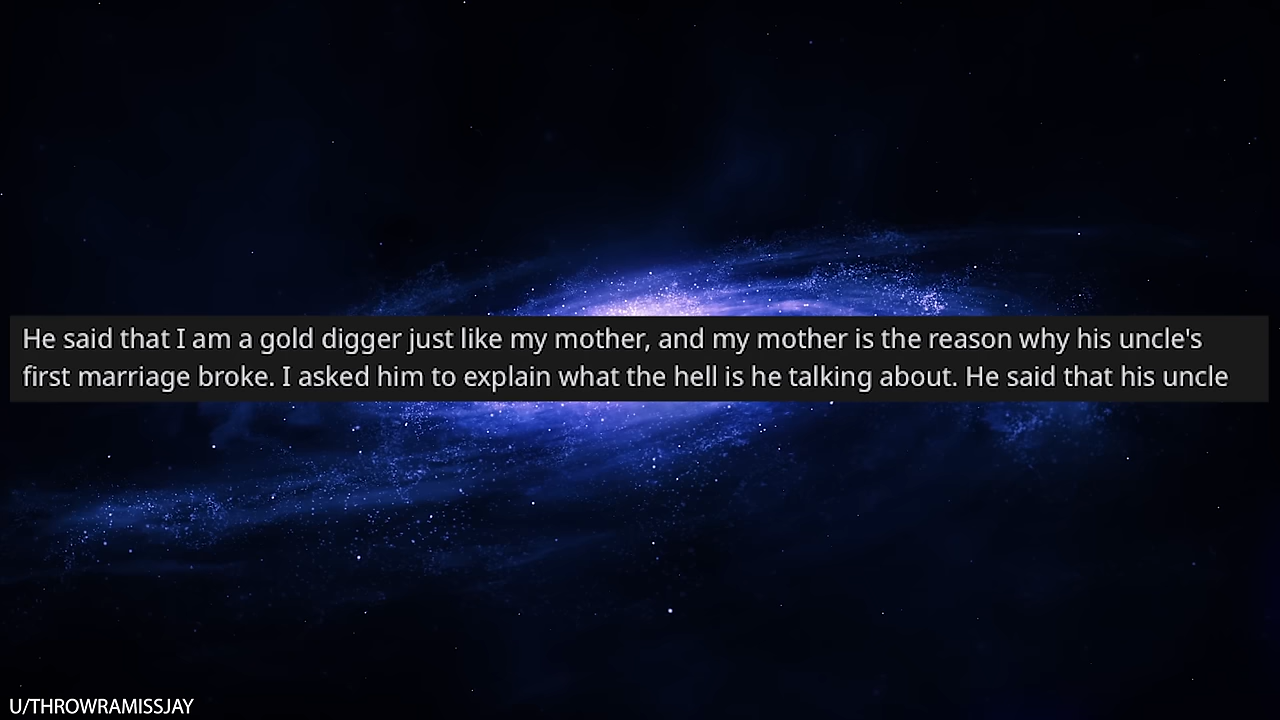 He said that I am a gold digger just like my mother, and my mother is the reason why his uncle's
first marriage broke. I asked him to explain what the hell is he talking about. He said that his uncle
U/THROWRAMISSJAY